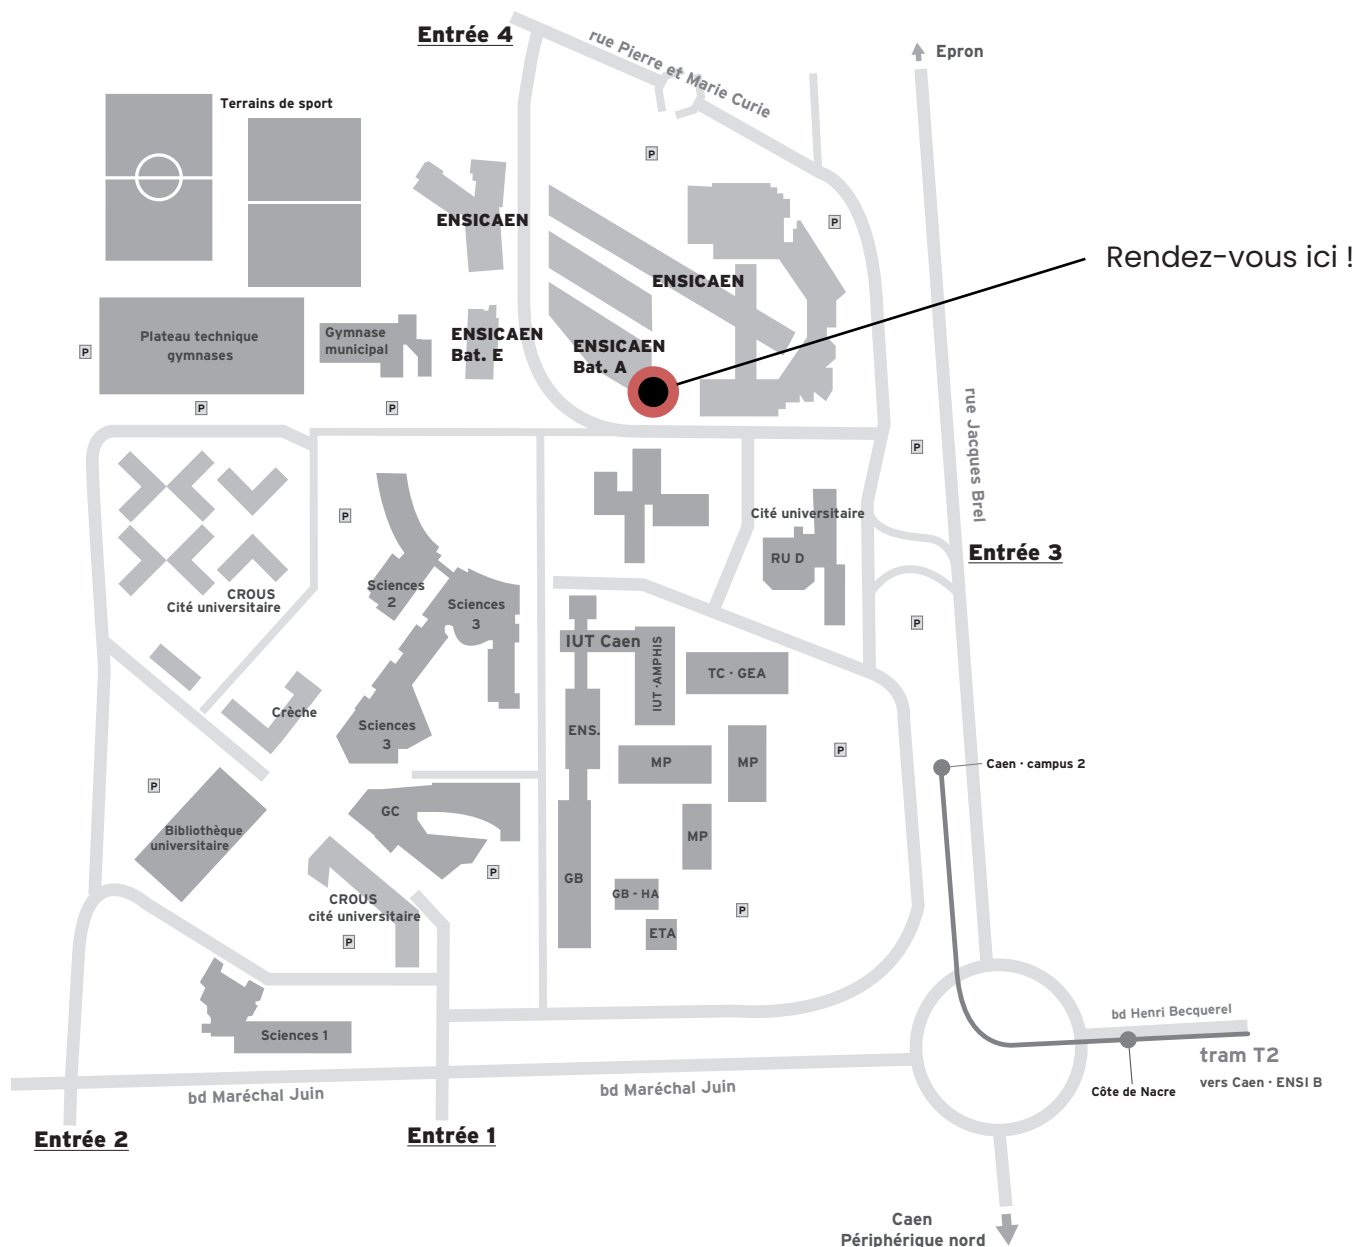 Entrée 4
rue Pierre et Marie Curie
Epron
Terrains de sport
P
P
ENSICAEN
Rendez-vous ici !
ENSICAEN
Plateau technique
gymnases
Gymnase
municipal
ENSICAEN
Bat. E
ENSICAEN
Bat. A
P
P
P
rue Jacques Brel
P
P
Cité universitaire
Entrée 3
RU D
Sciences
2
Sciences
3
CROUS
Cité universitaire
P
IUT Caen
IUT · AMPHIS
TC · GEA
Crèche
Sciences
3
ENS.
MP
MP
P
Caen · campus 2
P
GC
Bibliothèque
universitaire
MP
P
GB
GB - HA
CROUS
cité universitaire
P
ETA
P
bd Henri Becquerel
Sciences 1
tram T2
vers Caen · ENSI B
Côte de Nacre
bd Maréchal Juin
bd Maréchal Juin
Entrée 2
Entrée 1
Caen
Périphérique nord